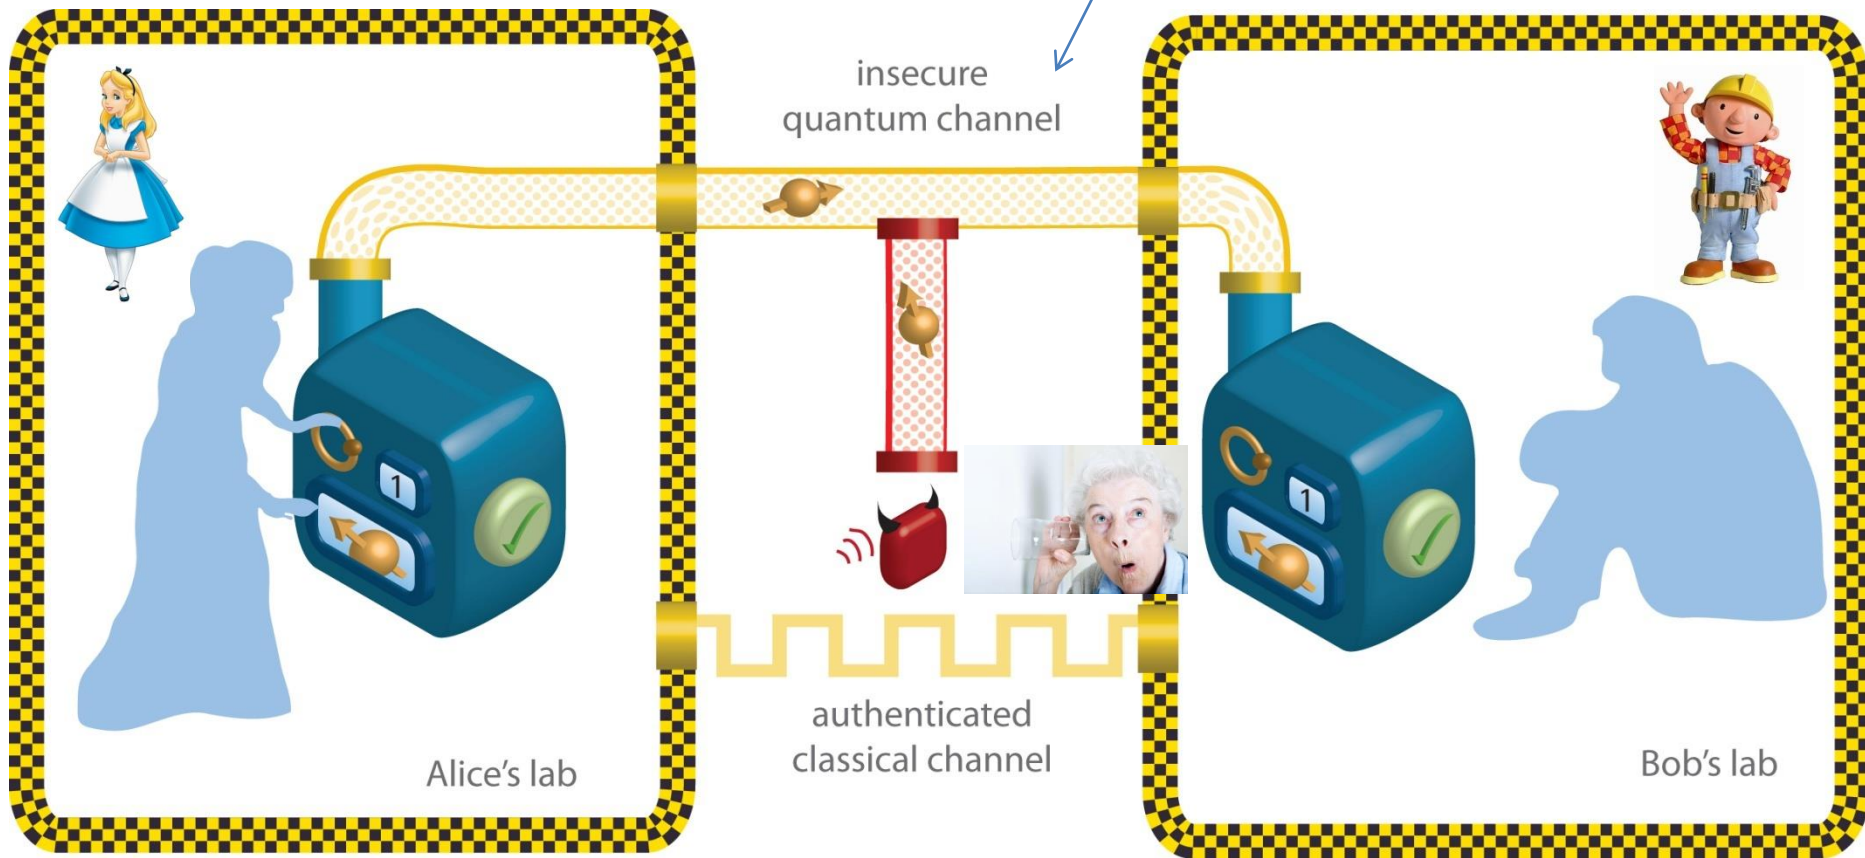 insecure
quantum channel
1
1
authenticated
classical channel
Alice's lab
Bob's lab